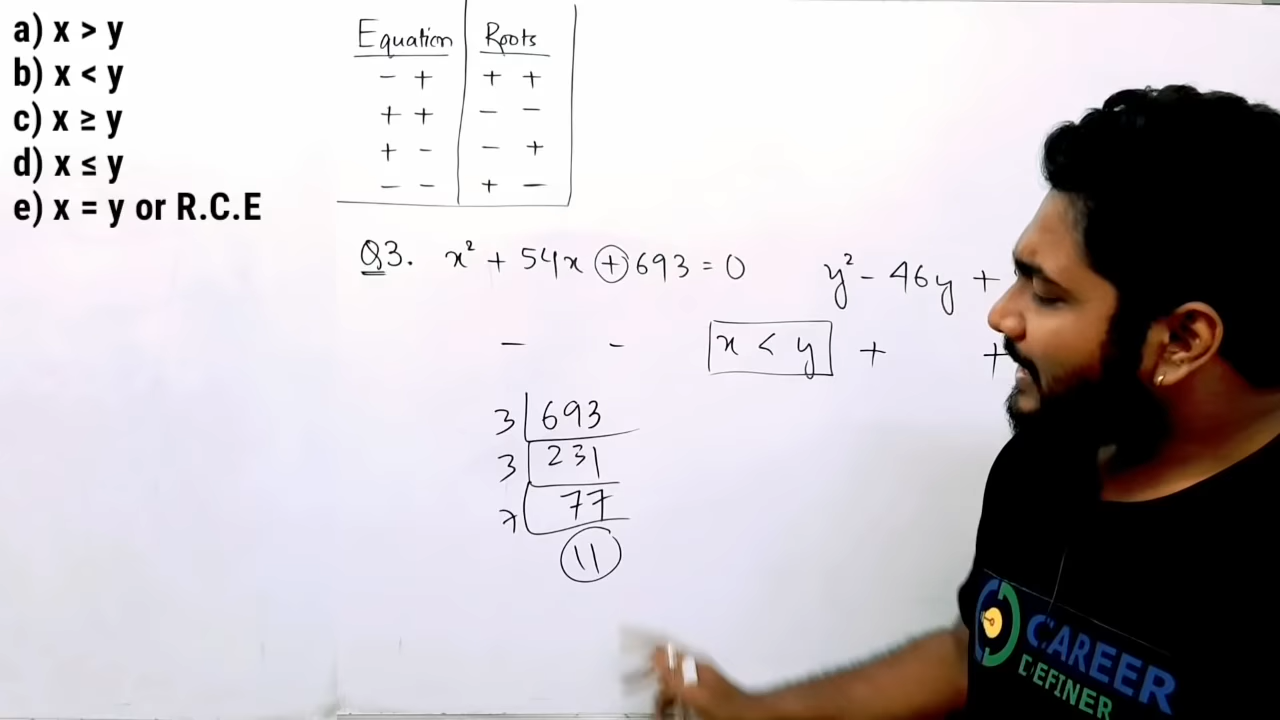 a) x > y
b) x < y
c) x ≥ y
d) x ≤ y
e) x = y or R.C.E
Equation Roots
- + + +
+ + - -
+ - - +
- - + -
Q3. x² + 54x + 693 = 0 y² - 46y +
- - x < y + +
3 693
3 231
7 77
11
CAREER
DEFINER